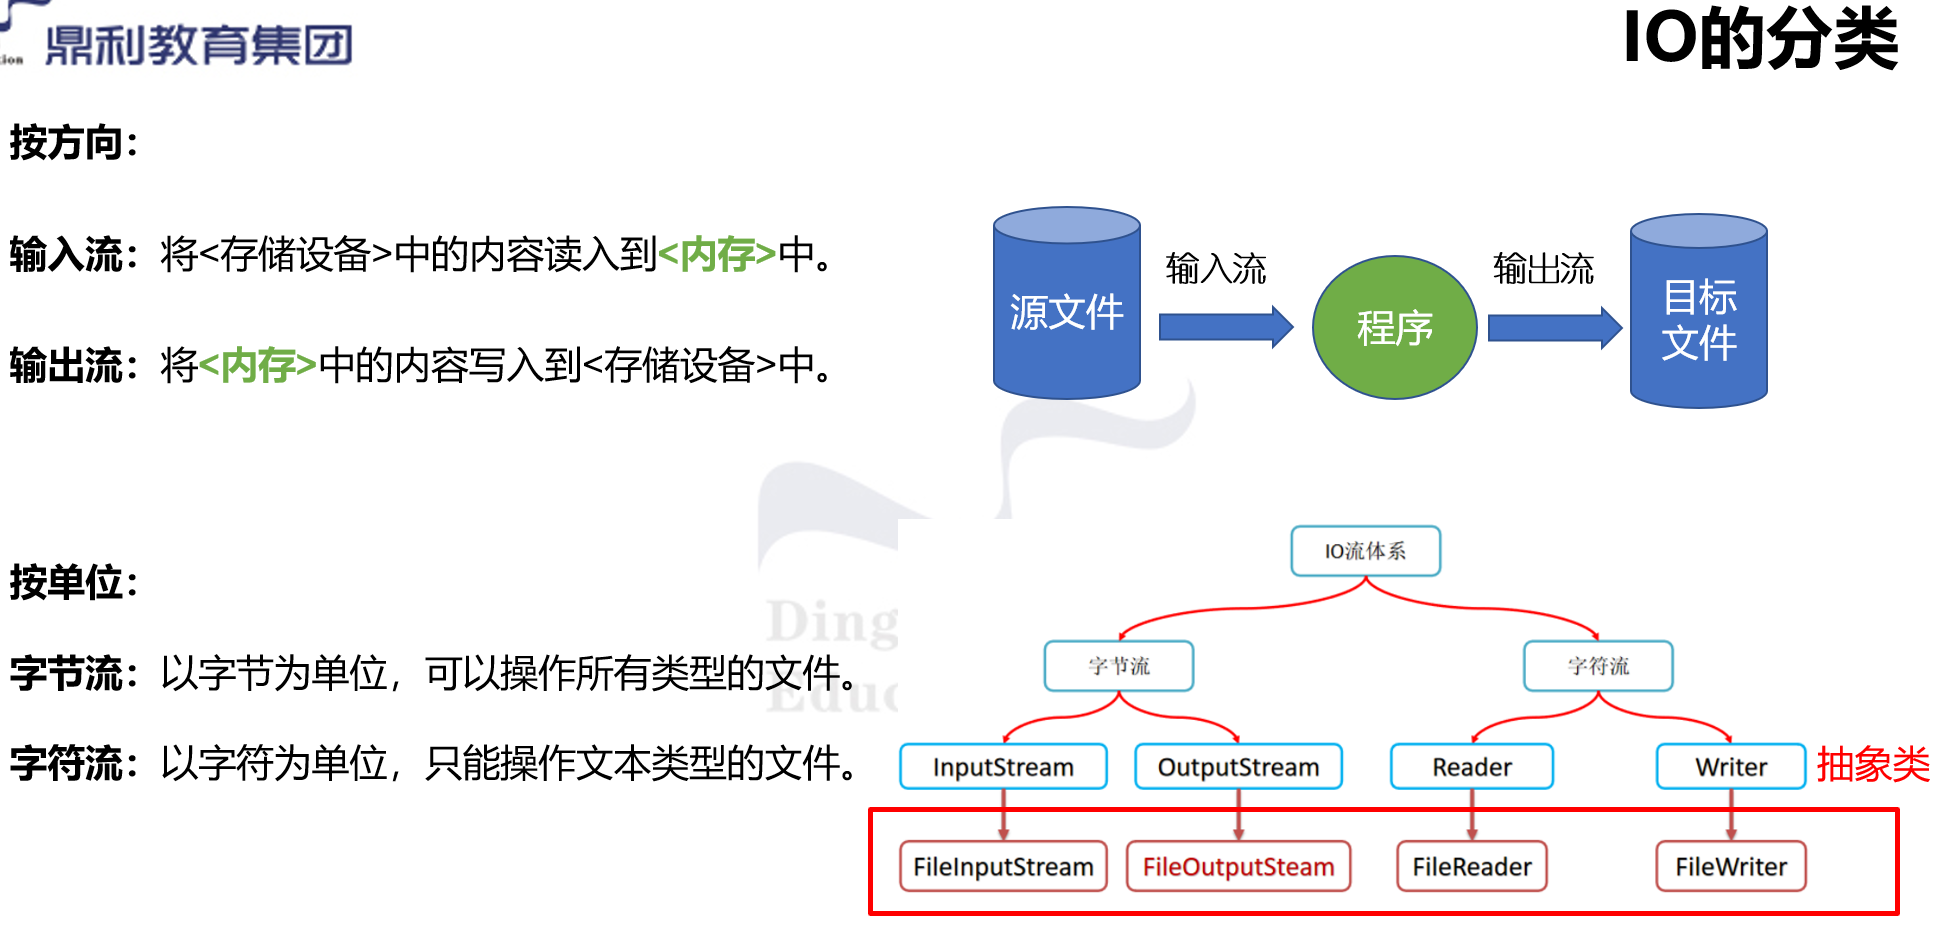 tion
鼎利教育集团
IO的分类
按方向：
输入流：将<存储设备>中的内容读入到<内存>中。
输出流：将<内存>中的内容写入到<存储设备>中。
源文件
输入流
程序
输出流
目标
文件
按单位：
字节流：以字节为单位，可以操作所有类型的文件。
字符流：以字符为单位，只能操作文本类型的文件。
Ding
Educ
IO流体系
字节流
字符流
InputStream
OutputStream
Reader
Writer
抽象类
FileInputStream
FileOutputSteam
FileReader
FileWriter